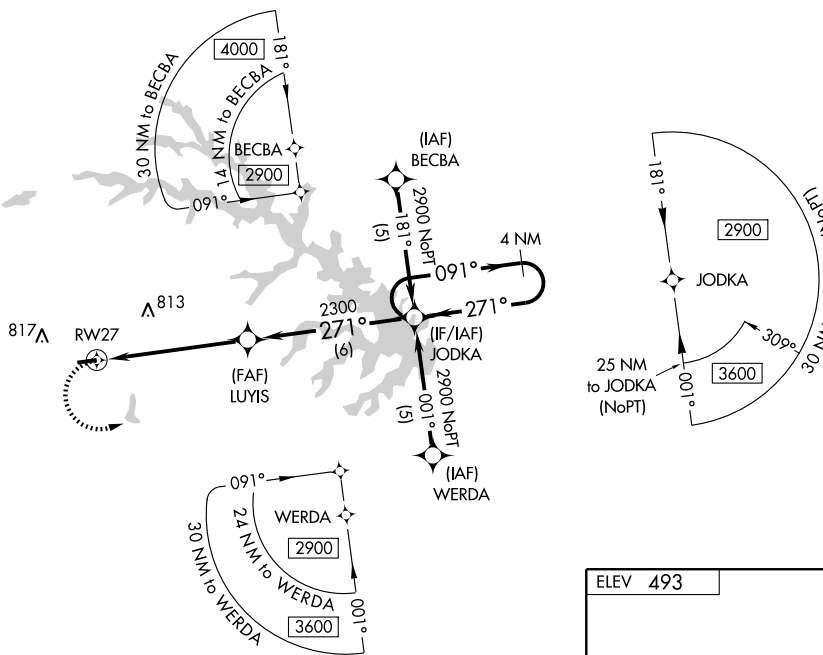 4000
181°
30 NM to BECBA
14 NM to BECBA
BECBA
2900
091°
(IAF)
BECBA
2900 NoPT
181°
(5)
4 NM
091°
271°
181°
2900
(NoPT)
JODKA
813
817
RW27
2300
271°
(6)
(IF/IAF)
JODKA
(FAF)
LUYIS
2900 NoPT
001°
(5)
309°
30 NM
25 NM
to JODKA
(NoPT)
3600
001°
(IAF)
WERDA
091°
WERDA
2900
24 NM to WERDA
30 NM to WERDA
3600
001°
ELEV 493